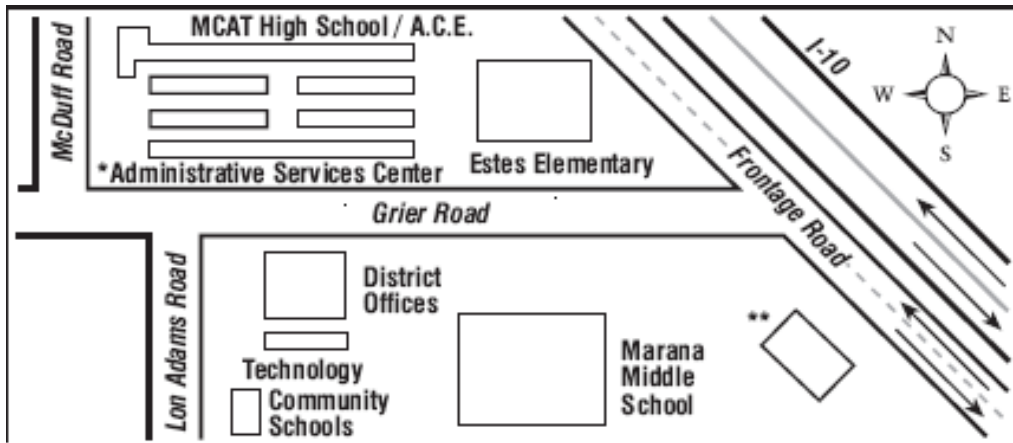 MCAT High School / A.C.E.
McDuff Road
I-10
N
W
E
S
*Administrative Services Center
Estes Elementary
Frontage Road
Grier Road
Lon Adams Road
District
Offices
**
Technology
Community
Schools
Marana
Middle
School